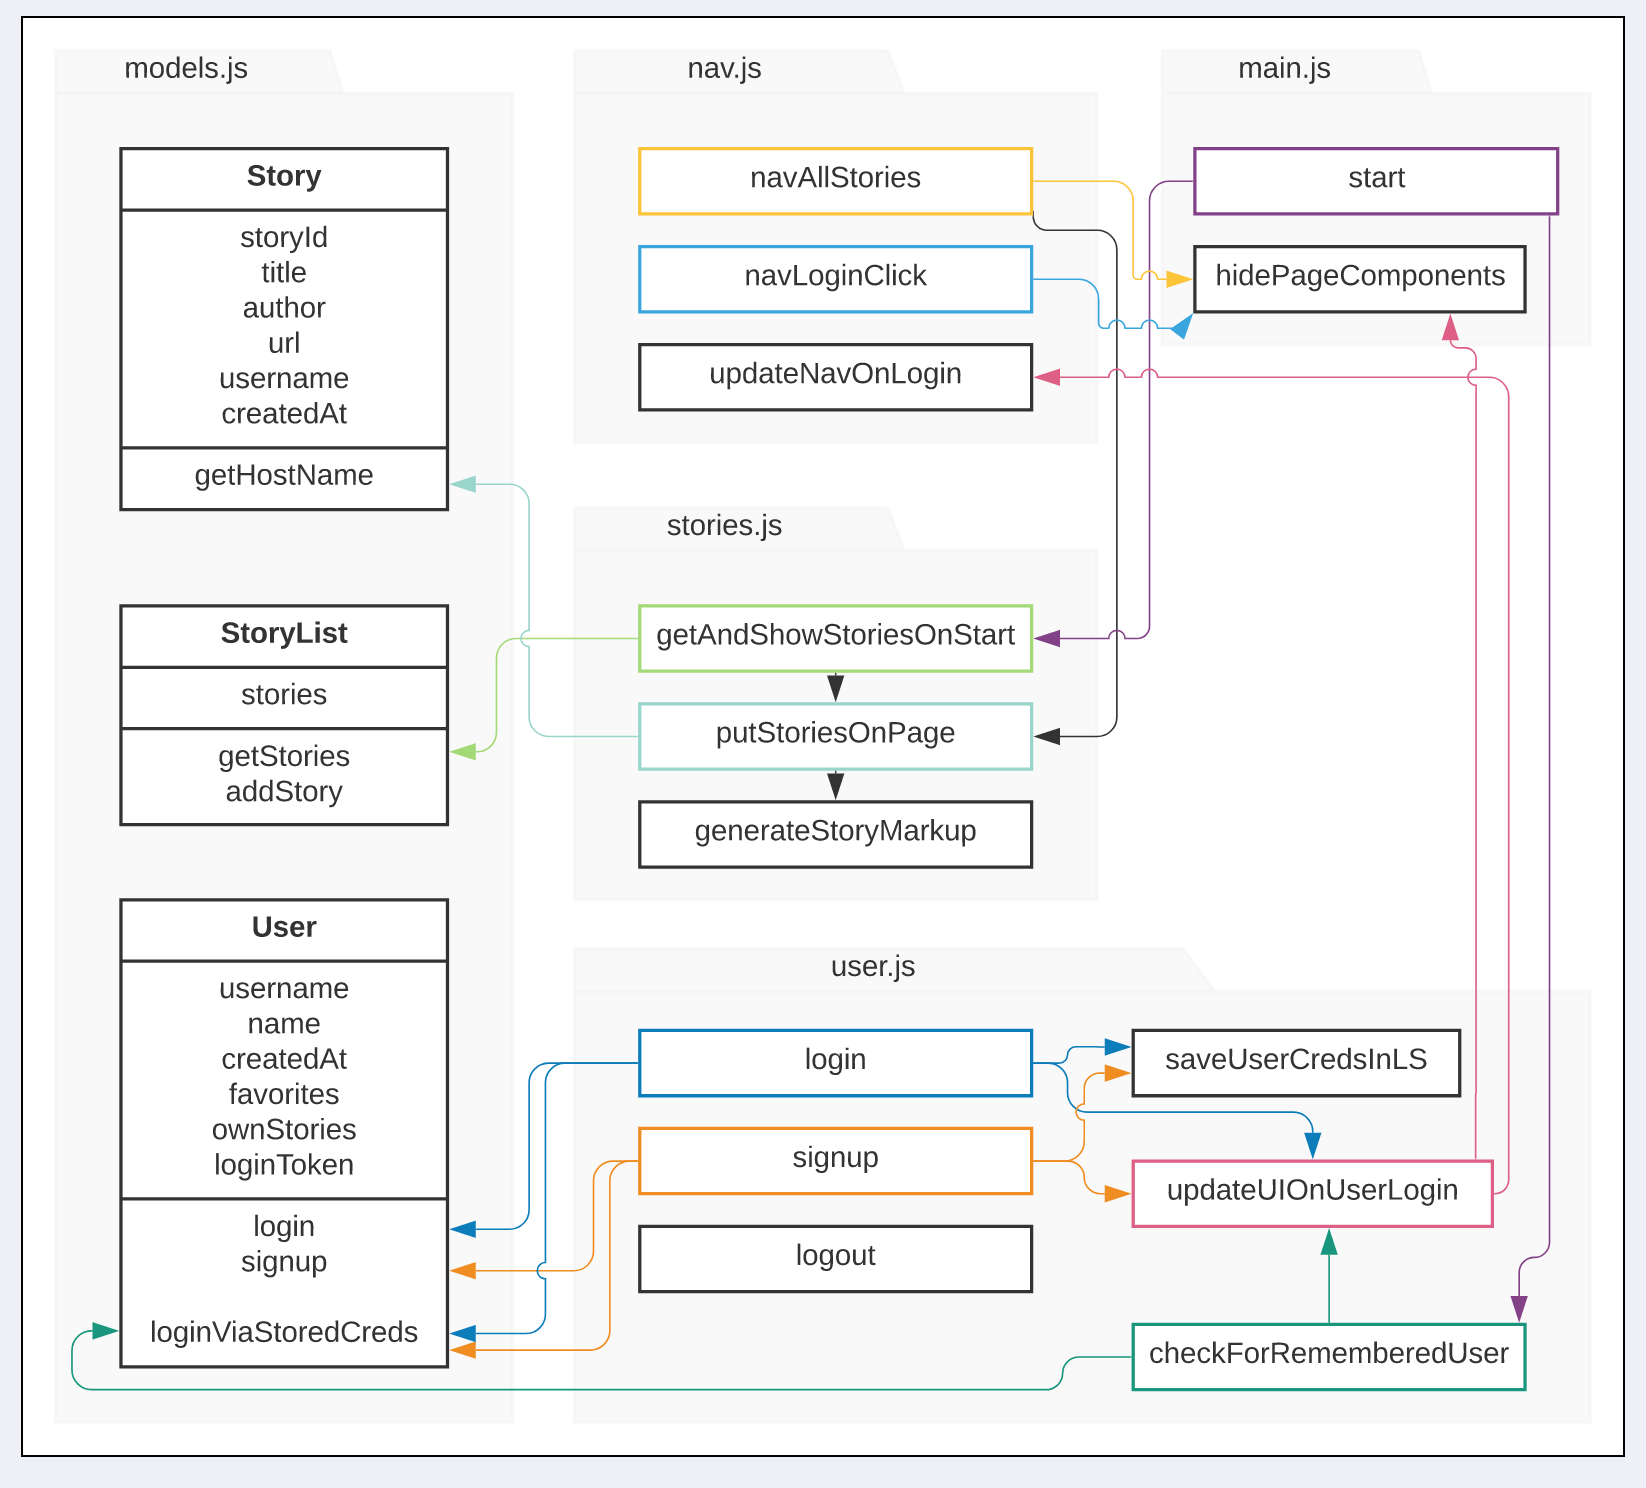 models.js
Story
storyId
title
author
url
username
createdAt
getHostName
StoryList
stories
getStories
addStory
User
username
name
createdAt
favorites
ownStories
loginToken
login
signup
loginViaStoredCreds
nav.js
navAllStories
navLoginClick
updateNavOnLogin
main.js
start
hidePageComponents
stories.js
getAndShowStoriesOnStart
putStoriesOnPage
generateStoryMarkup
user.js
login
signup
logout
saveUserCredsInLS
updateUIOnUserLogin
checkForRememberedUser